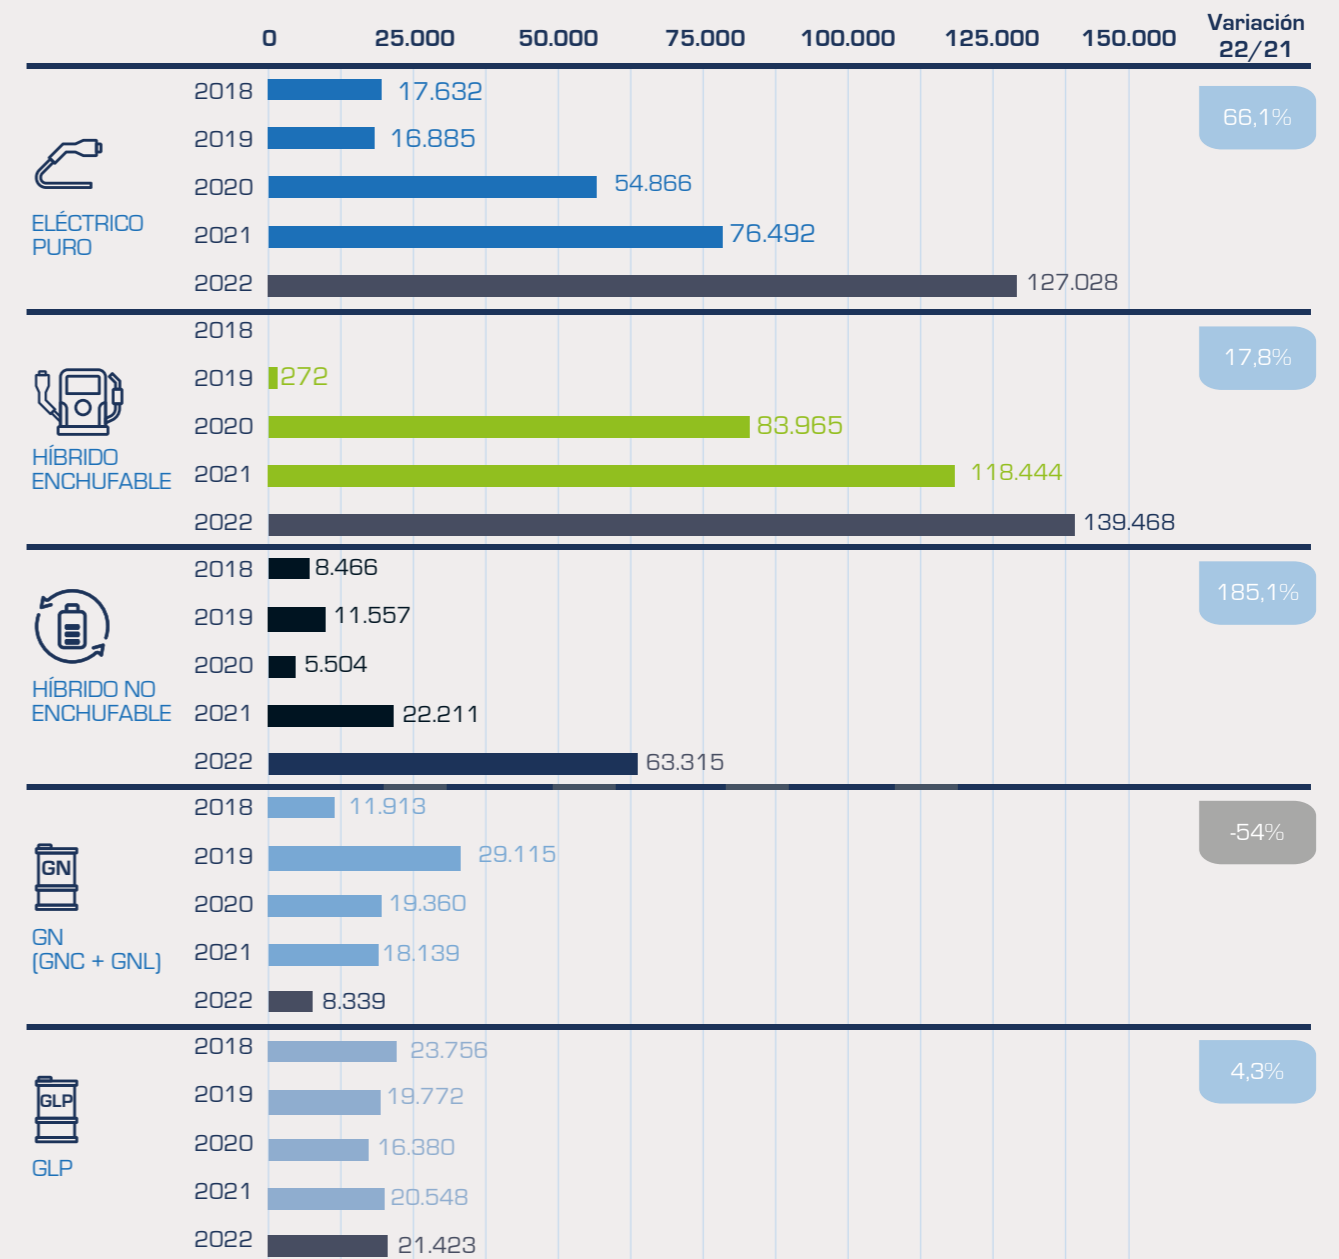 0 25.000 50.000 75.000 100.000 125.000 150.000 Variación
22/21
2018 17.632 66,1%
2019 16.885
2020 54.866
ELÉCTRICO
PURO
2021 76.492
2022 127.028
2018
17,8%
2019 272
2020 83.965
HÍBRIDO
ENCHUFABLE
2021 118.444
2022 139.468
2018 8.466
185,1%
2019 11.557
2020 5.504
HÍBRIDO NO
ENCHUFABLE
2021 22.211
2022 63.315
2018 11.913
-54%
2019 29.115
GN
2020 19.360
GN
(GNC + GNL)
2021 18.139
2022 8.339
2018 23.756
4,3%
2019 19.772
GLP
2020 16.380
GLP
2021 20.548
2022 21.423